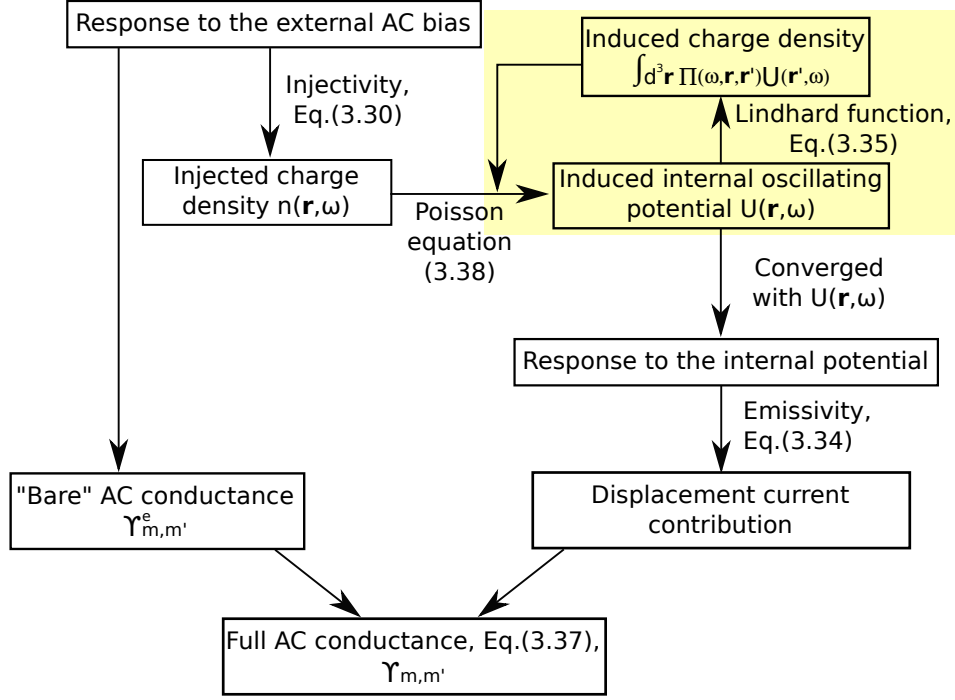 Response to the external AC bias
Induced charge density
∫d³𝐫 Π(ω,𝐫,𝐫')U(𝐫',ω)
Injectivity,
Eq.(3.30)
Lindhard function,
Eq.(3.35)
Injected charge
density n(𝐫,ω)
Poisson
equation
(3.38)
Induced internal oscillating
potential U(𝐫,ω)
Converged
with U(𝐫,ω)
Response to the internal potential
Emissivity,
Eq.(3.34)
"Bare" AC conductance
ϒᵉm,m'
Displacement current
contribution
Full AC conductance, Eq.(3.37),
ϒm,m'